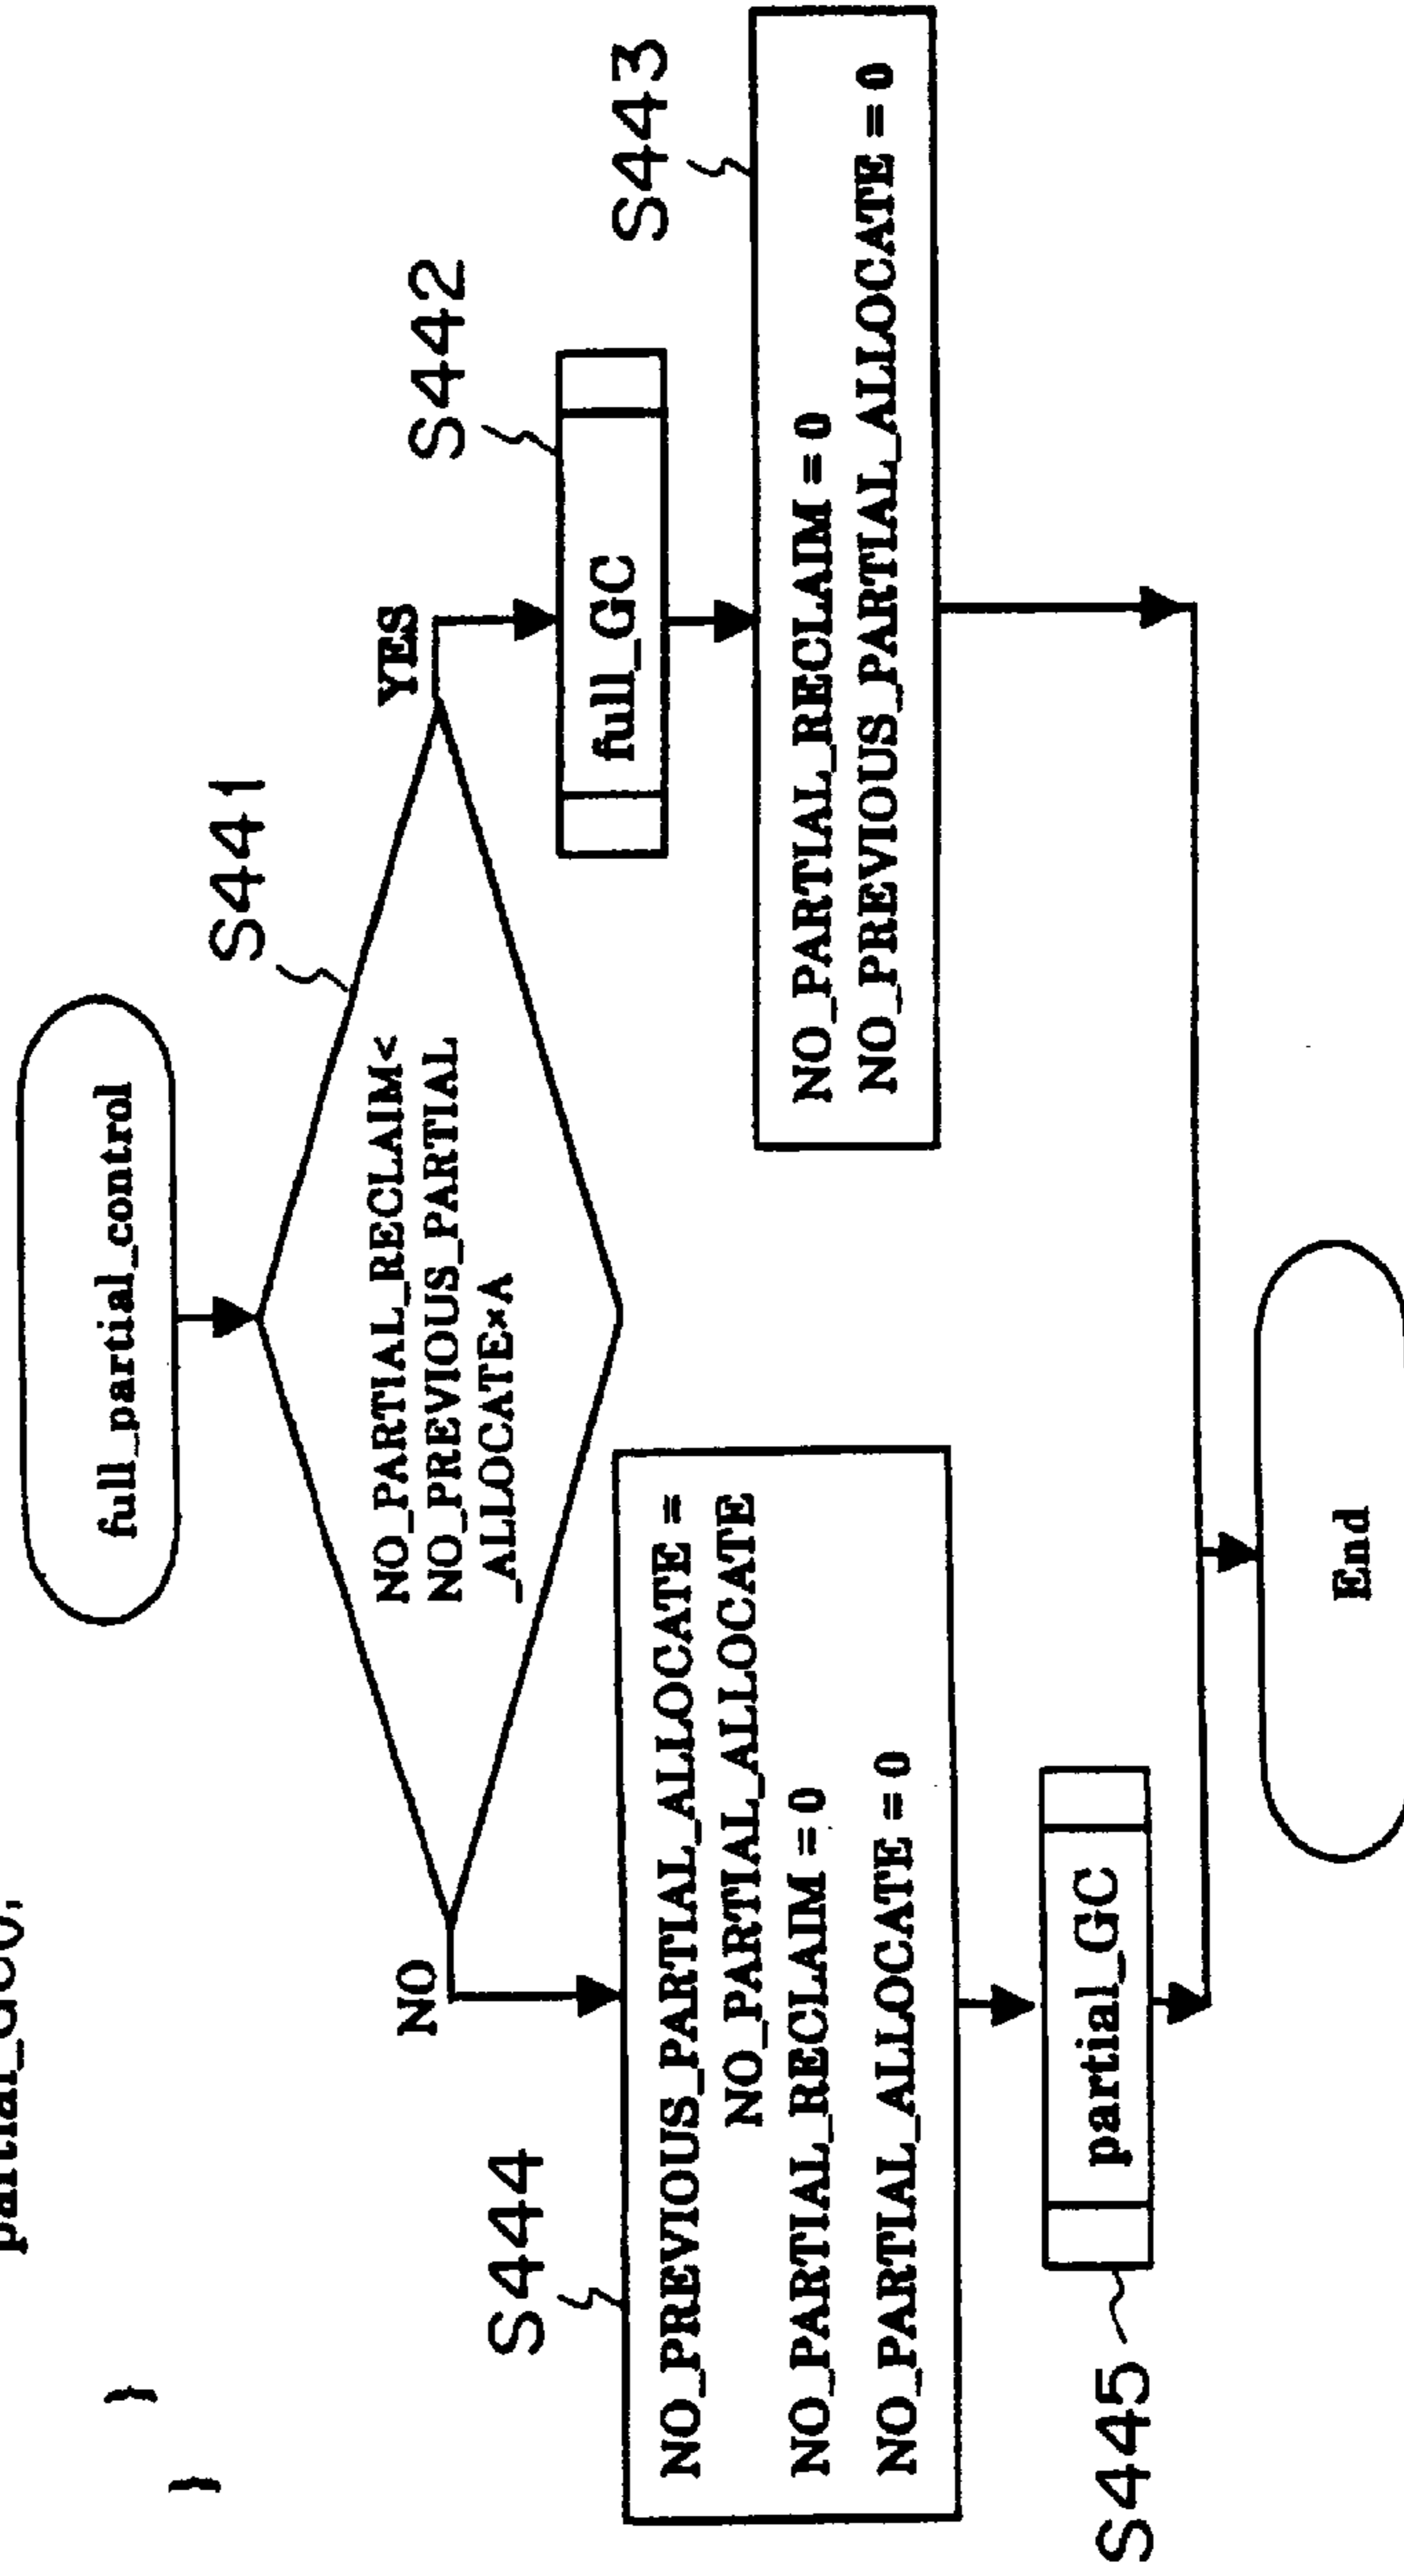 full_partial_control
S441
NO_PARTIAL_RECLAIM<
NO_PREVIOUS_PARTIAL
_ALLOCATE×A
YES
S442
full_GC
S443
NO_PARTIAL_RECLAIM = 0
NO_PREVIOUS_PARTIAL_ALLOCATE = 0
NO
S444
NO_PREVIOUS_PARTIAL_ALLOCATE =
NO_PARTIAL_ALLOCATE
NO_PARTIAL_RECLAIM = 0
NO_PARTIAL_ALLOCATE = 0
S445
partial_GC
End
}
}